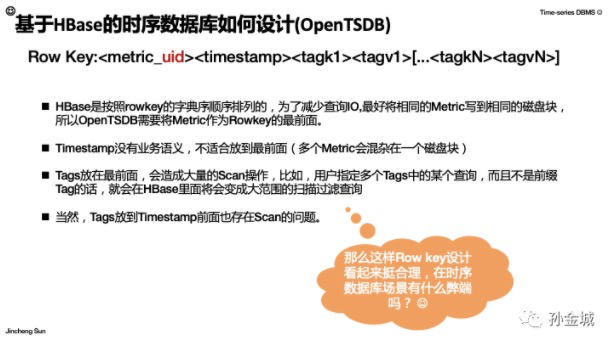 Time-series DBMS
基于HBase的时序数据库如何设计(OpenTSDB)
Row Key:<metric_uid><timestamp><tagk1><tagv1>[...<tagkN><tagvN>]
HBase是按照rowkey的字典序顺序排列的，为了减少查询IO,最好将相同的Metric写到相同的磁盘块，
所以OpenTSDB需要将Metric作为Rowkey的最前面。
Timestamp没有业务语义，不适合放到最前面（多个Metric会混杂在一个磁盘块）
Tags放在最前面，会造成大量的Scan操作，比如，用户指定多个Tags中的某个查询，而且不是前缀
Tag的话，就会在HBase里面将会变成大范围的扫描过滤查询
当然，Tags放到Timestamp前面也存在Scan的问题。
那么这样Row key设计
看起来挺合理，在时序
数据库场景有什么弊端
吗？
孙金城
Jincheng Sun